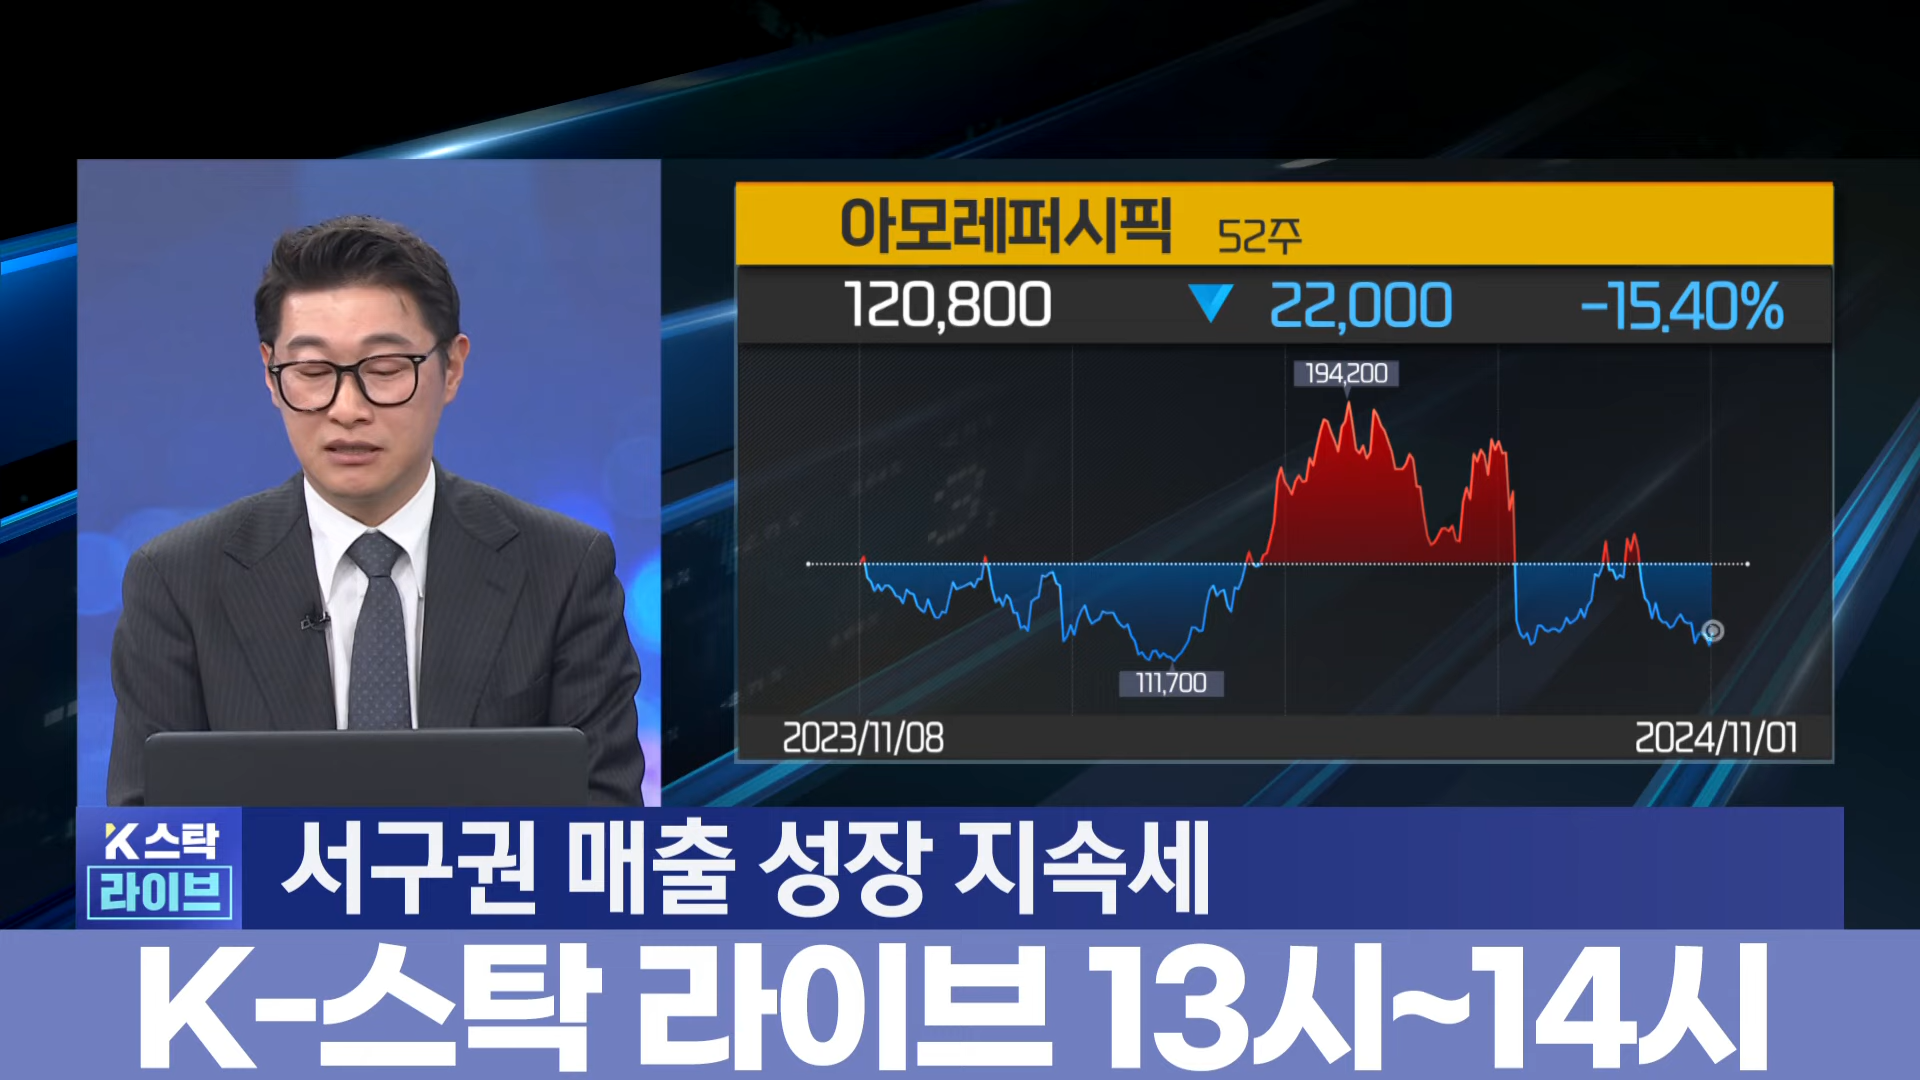 아모레퍼시픽 52주
120,800 ▼ 22,000 -15.40%
194,200
111,700
2023/11/08 2024/11/01
K스탁
라이브
서구권 매출 성장 지속세
K-스탁 라이브 13시~14시